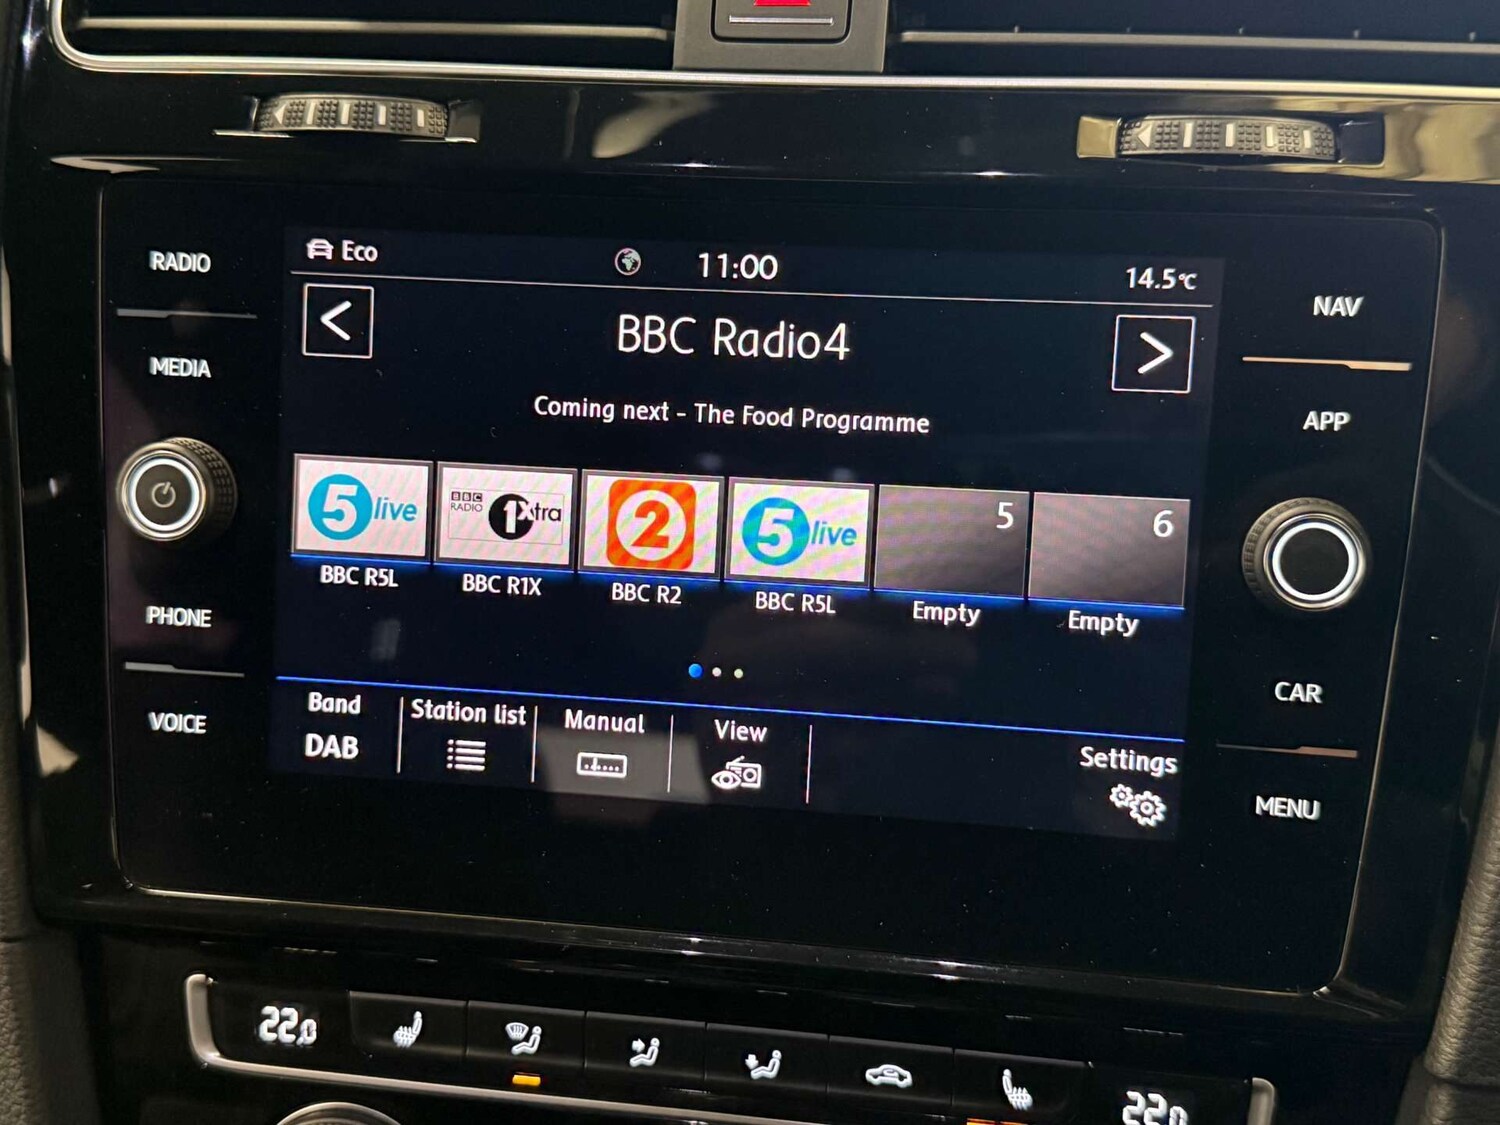 Eco
11:00
14.5°C
RADIO
MEDIA
PHONE
VOICE
NAV
APP
CAR
MENU
<
BBC Radio4
>
Coming next - The Food Programme
5 live
BBC RADIO 1Xtra
2
5 live
5
6
BBC R5L
BBC R1X
BBC R2
BBC R5L
Empty
Empty
Band
DAB
Station list
Manual
View
Settings
22.0
22.0